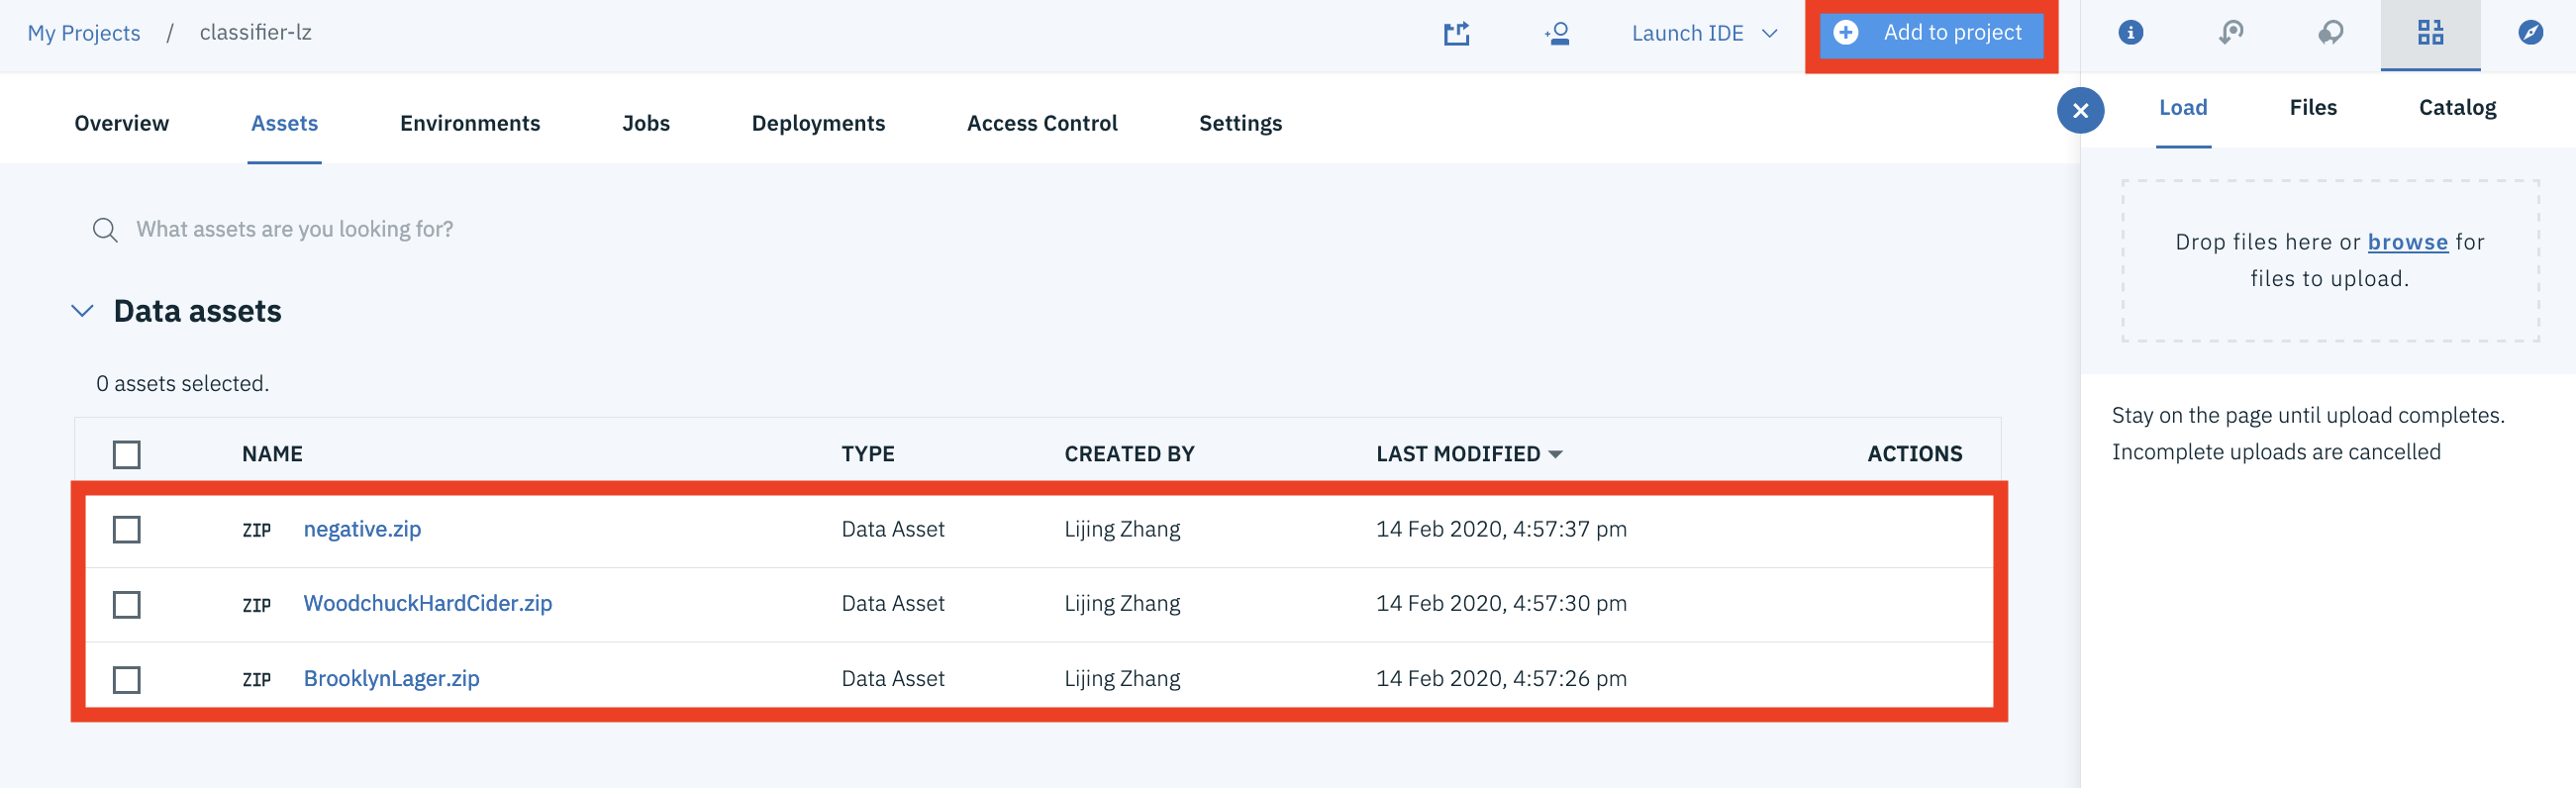 My Projects / classifier-lz Launch IDE Add to project
Overview Assets Environments Jobs Deployments Access Control Settings
Load Files Catalog
What assets are you looking for?
Drop files here or browse for
files to upload.
Data assets
0 assets selected.
Stay on the page until upload completes.
Incomplete uploads are cancelled
NAME TYPE CREATED BY LAST MODIFIED ACTIONS
ZIP negative.zip Data Asset Lijing Zhang 14 Feb 2020, 4:57:37 pm
ZIP WoodchuckHardCider.zip Data Asset Lijing Zhang 14 Feb 2020, 4:57:30 pm
ZIP BrooklynLager.zip Data Asset Lijing Zhang 14 Feb 2020, 4:57:26 pm